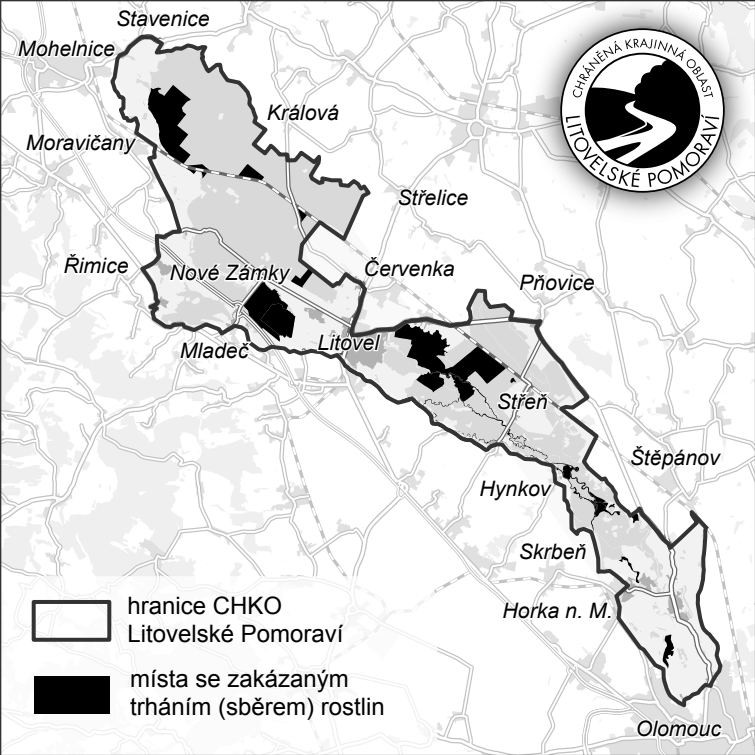 Stavenice
Mohelnice
CHRÁNĚNÁ KRAJINNÁ OBLAST
LITOVELSKÉ POMORAVÍ
Králová
Moravičany
Střelice
Řimice
Nové Zámky
Červenka
Pňovice
Mladeč
Litovel
Střeň
Štěpánov
Hynkov
Skrbeň
Horka n. M.
hranice CHKO
Litovelské Pomoraví
místa se zakázaným
trháním (sběrem) rostlin
Olomouc